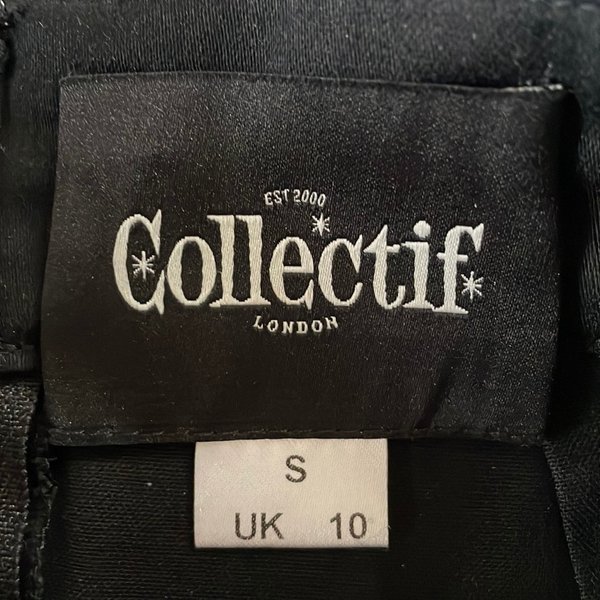 EST 2000
Collectif
LONDON
S
UK 10